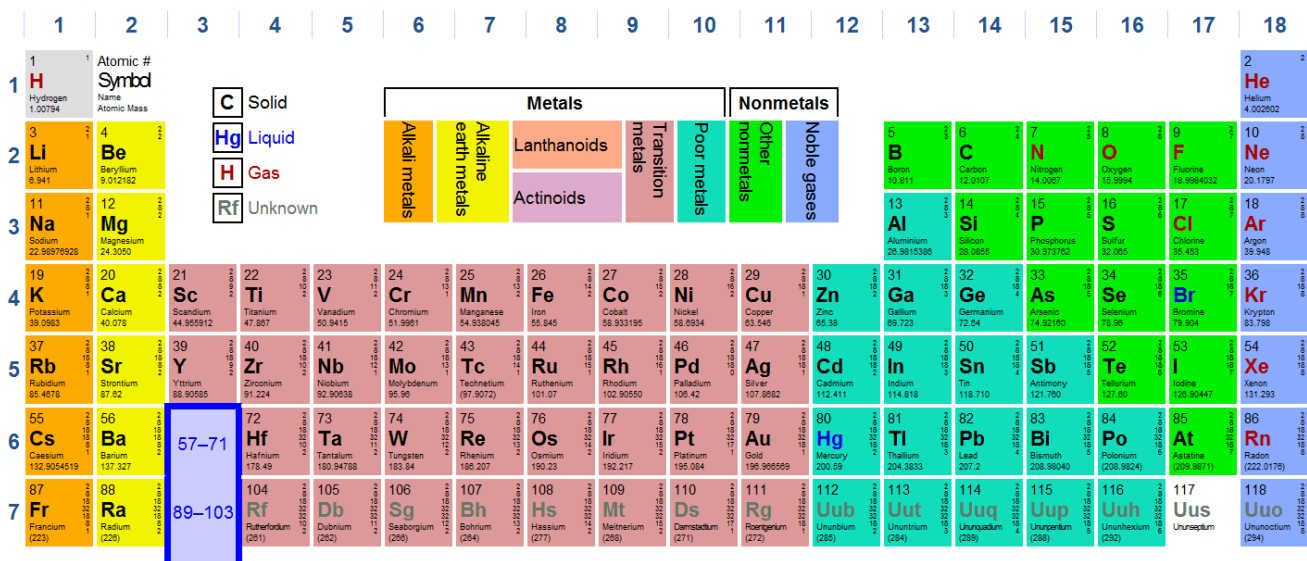 1 2 3 4 5 6 7 8 9 10 11 12 13 14 15 16 17 18
1 Atomic # 2
1 H Symbol He
Hydrogen Name Helium
1.00794 Atomic Mass 4.002602
C Solid
Hg Liquid
H Gas
Rf Unknown
Metals Nonmetals
Alkali metals
Alkaline earth metals
Lanthanoids
Actinoids
Transition metals
Poor metals
Other nonmetals
Noble gases
3 4 5 6 7 8 9 10
2 Li Be B C N O F Ne
Lithium Beryllium Boron Carbon Nitrogen Oxygen Fluorine Neon
6.941 9.012182 10.811 12.0107 14.0067 15.9994 18.9984032 20.1797
11 12 13 14 15 16 17 18
3 Na Mg Al Si P S Cl Ar
Sodium Magnesium Aluminium Silicon Phosphorus Sulfur Chlorine Argon
22.98976928 24.3050 26.9815386 28.0855 30.973762 32.065 35.453 39.948
19 20 21 22 23 24 25 26 27 28 29 30 31 32 33 34 35 36
4 K Ca Sc Ti V Cr Mn Fe Co Ni Cu Zn Ga Ge As Se Br Kr
Potassium Calcium Scandium Titanium Vanadium Chromium Manganese Iron Cobalt Nickel Copper Zinc Gallium Germanium Arsenic Selenium Bromine Krypton
39.0983 40.078 44.955912 47.867 50.9415 51.9961 54.938045 55.845 58.933195 58.6934 63.546 65.38 69.723 72.64 74.92160 78.96 79.904 83.798
37 38 39 40 41 42 43 44 45 46 47 48 49 50 51 52 53 54
5 Rb Sr Y Zr Nb Mo Tc Ru Rh Pd Ag Cd In Sn Sb Te I Xe
Rubidium Strontium Yttrium Zirconium Niobium Molybdenum Technetium Ruthenium Rhodium Palladium Silver Cadmium Indium Tin Antimony Tellurium Iodine Xenon
85.4678 87.62 88.90585 91.224 92.90638 95.96 (97.9072) 101.07 102.90550 106.42 107.8682 112.411 114.818 118.710 121.760 127.60 126.90447 131.293
55 56 72 73 74 75 76 77 78 79 80 81 82 83 84 85 86
6 Cs Ba 57–71 Hf Ta W Re Os Ir Pt Au Hg Tl Pb Bi Po At Rn
Caesium Barium Hafnium Tantalum Tungsten Rhenium Osmium Iridium Platinum Gold Mercury Thallium Lead Bismuth Polonium Astatine Radon
132.9054519 137.327 178.49 180.94788 183.84 186.207 190.23 192.217 195.084 196.966569 200.59 204.3833 207.2 208.98040 (208.9824) (209.9871) (222.0176)
87 88 104 105 106 107 108 109 110 111 112 113 114 115 116 117 118
7 Fr Ra 89–103 Rf Db Sg Bh Hs Mt Ds Rg Uub Uut Uuq Uup Uuh Uus Uuo
Francium Radium Rutherfordium Dubnium Seaborgium Bohrium Hassium Meitnerium Darmstadtium Roentgenium Ununbium Ununtrium Ununquadium Ununpentium Ununhexium Ununseptium Ununoctium
(223) (226) (261) (262) (266) (264) (277) (268) (271) (272) (285) (284) (289) (288) (292) (294)